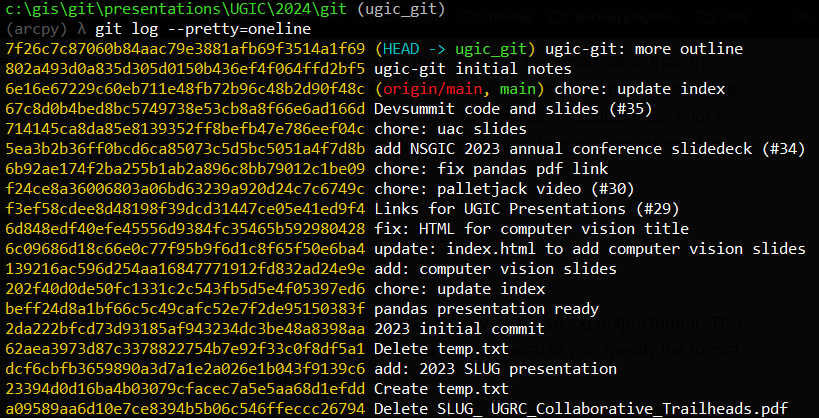 c:\gis\git\presentations\UGIC\2024\git (ugic_git)
(arcpy) λ git log --pretty=oneline
7f26c7c87060b84aac79e3881afb69f3514a1f69 (HEAD -> ugic_git) ugic-git: more outline
802a493d0a835d305d0150b436ef4f064ffd2bf5 ugic-git initial notes
6e16e67229c60eb711e48fb72b96c48b2d90f48c (origin/main, main) chore: update index
67c8d0b4bed8bc5749738e53cb8a8f66e6ad166d Devsummit code and slides (#35)
714145ca8da85e8139352ff8befb47e786eef04c chore: uac slides
5ea3b2b36ff0bcd6ca85073c5d5bc5051a4f7d8b add NSGIC 2023 annual conference slidedeck (#34)
6b92ae174f2ba255b1ab2a896c8bb79012c1be09 chore: fix pandas pdf link
f24ce8a36006803a06bd63239a920d24c7c6749c chore: palletjack video (#30)
f3ef58cdee8d48198f39dcd31447ce05e41ed9f4 Links for UGIC Presentations (#29)
6d848edf40efe45556d9384fc35465b592980428 fix: HTML for computer vision title
6c09686d18c66e0c77f95b9f6d1c8f65f50e6ba4 update: index.html to add computer vision slides
139216ac596d254aa16847771912fd832ad24e9e add: computer vision slides
202f40d0de50fc1331c2c543fb5d5e4f05397ed6 chore: update index
beff24d8a1bf66c5c49cafc52e7f2de95150383f pandas presentation ready
2da222bfcd73d93185af943234dc3be48a8398aa 2023 initial commit
62aea3973d87c3378822754b7e92f33c0f8df5a1 Delete temp.txt
dcf6cbfb3659890a3d7a1e2a026e1b043f9139c6 add: 2023 SLUG presentation
23394d0d16ba4b03079cfacec7a5e5aa68d1efdd Create temp.txt
a09589aa6d10e7ce8394b5b06c546ffeccc26794 Delete SLUG_ UGRC_Collaborative_Trailheads.pdf